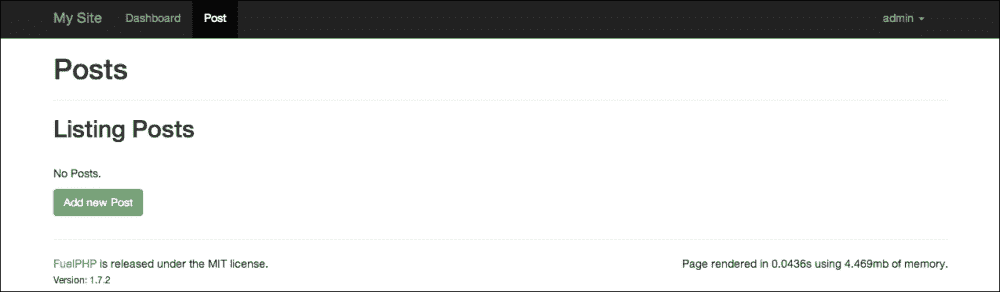 My Site Dashboard Post admin
Posts
Listing Posts
No Posts.
Add new Post
FuelPHP is released under the MIT license. Page rendered in 0.0436s using 4.469mb of memory.
Version: 1.7.2